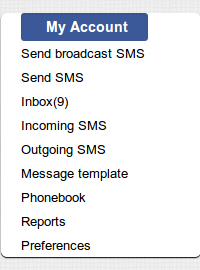 My Account
Send broadcast SMS
Send SMS
Inbox(9)
Incoming SMS
Outgoing SMS
Message template
Phonebook
Reports
Preferences